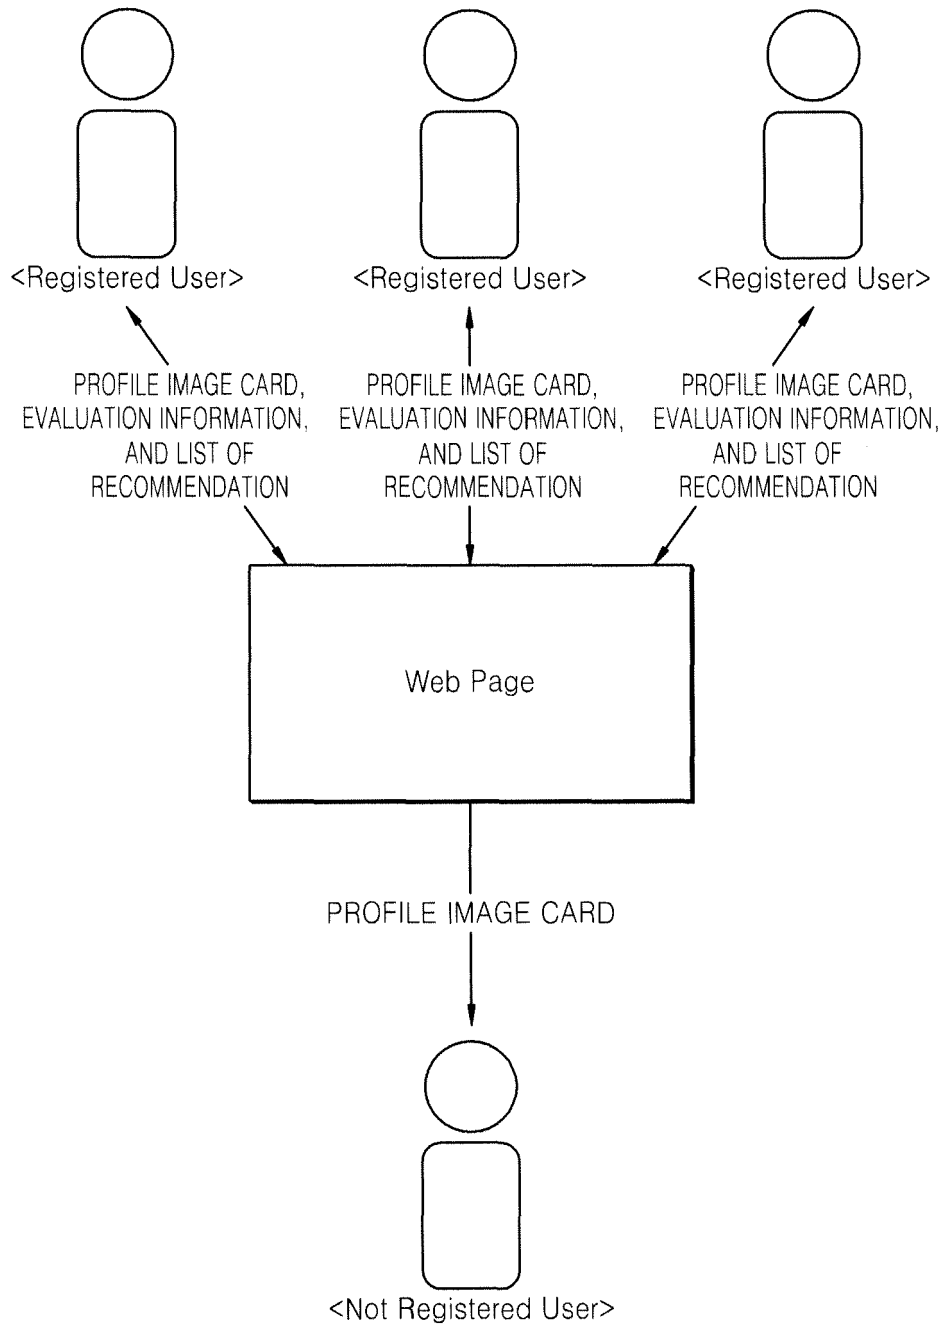 <Registered User>
<Registered User>
<Registered User>
PROFILE IMAGE CARD,
EVALUATION INFORMATION,
AND LIST OF
RECOMMENDATION
PROFILE IMAGE CARD,
EVALUATION INFORMATION,
AND LIST OF
RECOMMENDATION
PROFILE IMAGE CARD,
EVALUATION INFORMATION,
AND LIST OF
RECOMMENDATION
Web Page
PROFILE IMAGE CARD
<Not Registered User>